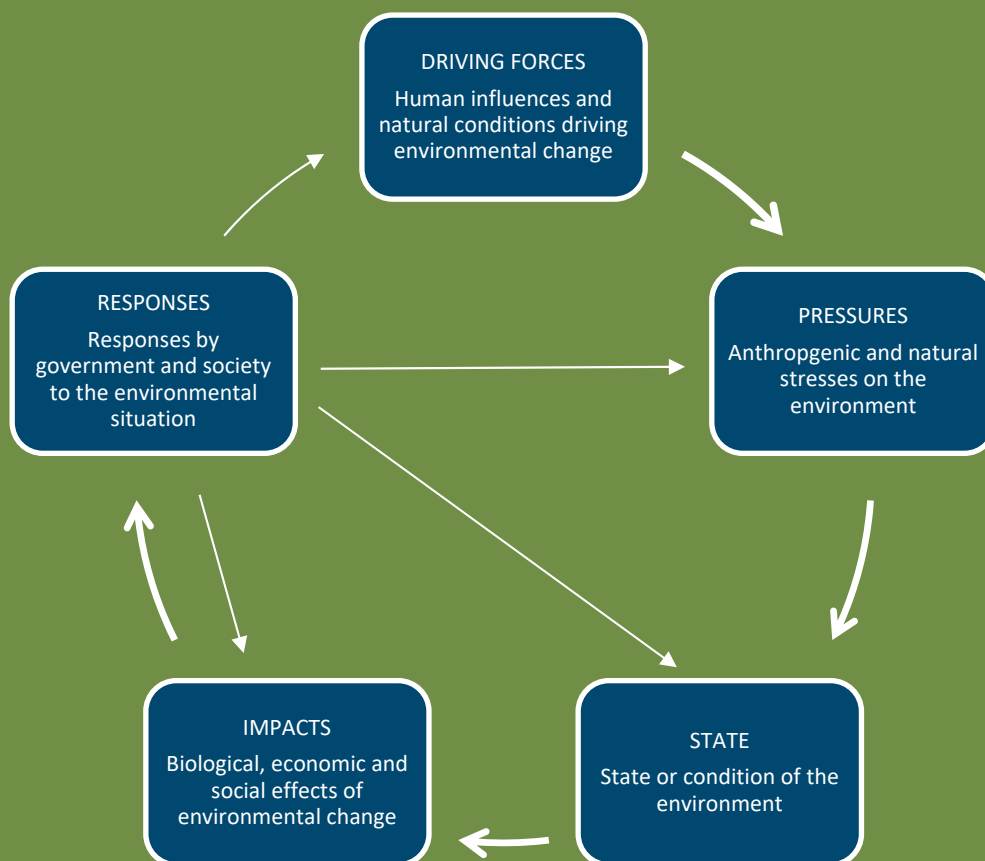 DRIVING FORCES
Human influences and
natural conditions driving
environmental change
RESPONSES
Responses by
government and society
to the environmental
situation
PRESSURES
Anthropgenic and natural
stresses on the
environment
IMPACTS
Biological, economic and
social effects of
environmental change
STATE
State or condition of the
environment